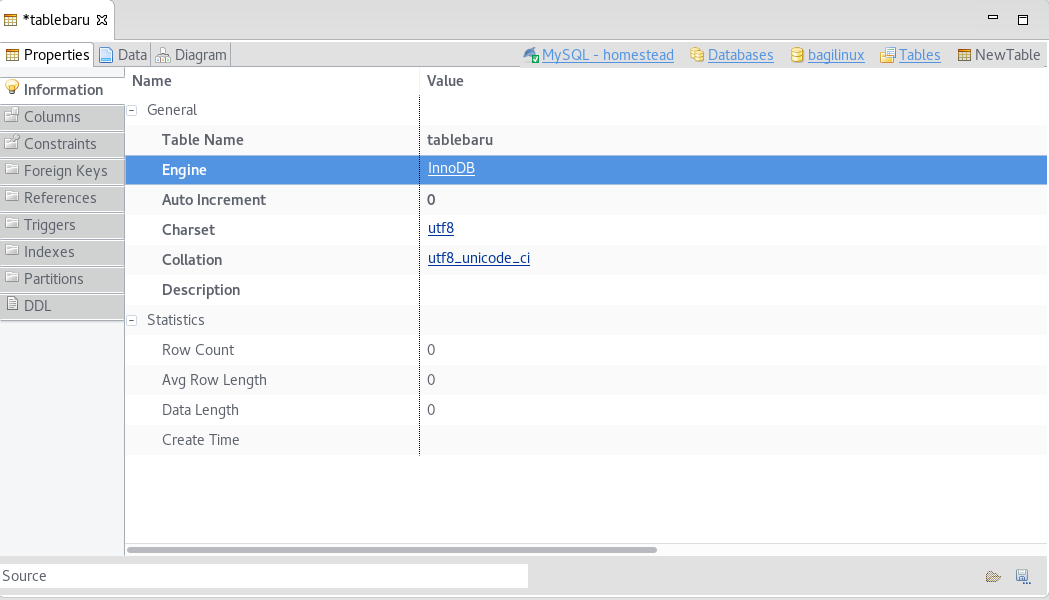 *tablebaru
Properties Data Diagram MySQL - homestead Databases bagilinux Tables NewTable
Information
Columns
Constraints
Foreign Keys
References
Triggers
Indexes
Partitions
DDL
Name Value
General
Table Name tablebaru
Engine InnoDB
Auto Increment 0
Charset utf8
Collation utf8_unicode_ci
Description
Statistics
Row Count 0
Avg Row Length 0
Data Length 0
Create Time
Source